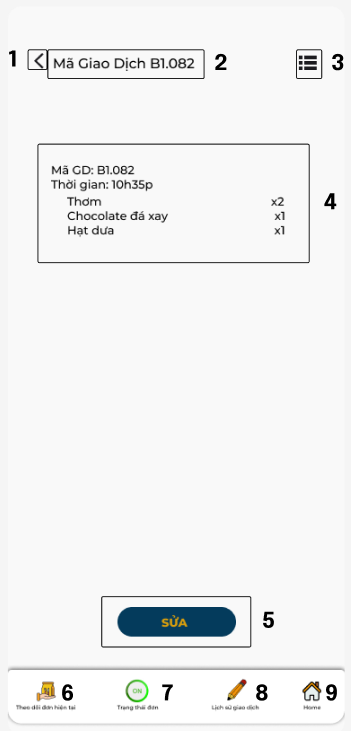 1 Mã Giao Dịch B1.082 2 3
Mã GD: B1.082
Thời gian: 10h35p
Thơm x2
Chocolate đá xay x1
Hạt dưa x1
4
SỬA 5
6 ON 7 8 9
Theo dõi đơn hiện tại Trạng thái đơn Lịch sử giao dịch Home